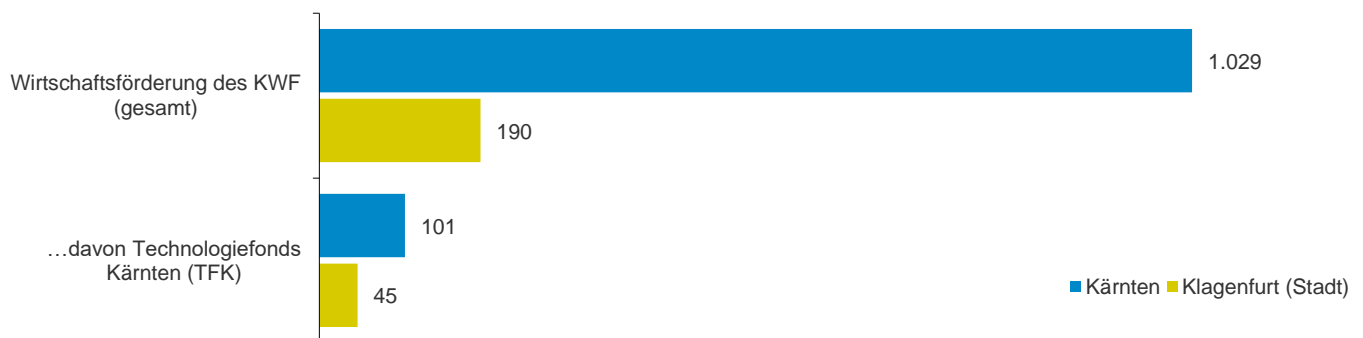 Wirtschaftsförderung des KWF
(gesamt)
1.029
190
…davon Technologiefonds
Kärnten (TFK)
101
45
Kärnten Klagenfurt (Stadt)